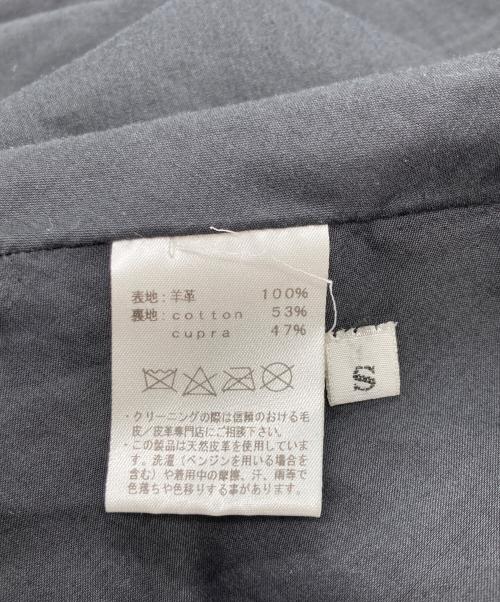 表地:羊革 100%
裏地:cotton 53%
cupra 47%
・クリーニングの際は信頼のおける毛
皮/皮革専門店にご相談下さい。
・この製品は天然皮革を使用していま
す。洗濯(ベンジンを用いる場合を
含む)や着用中の摩擦、汗、雨等で
色落ちや色移りする事があります。
S